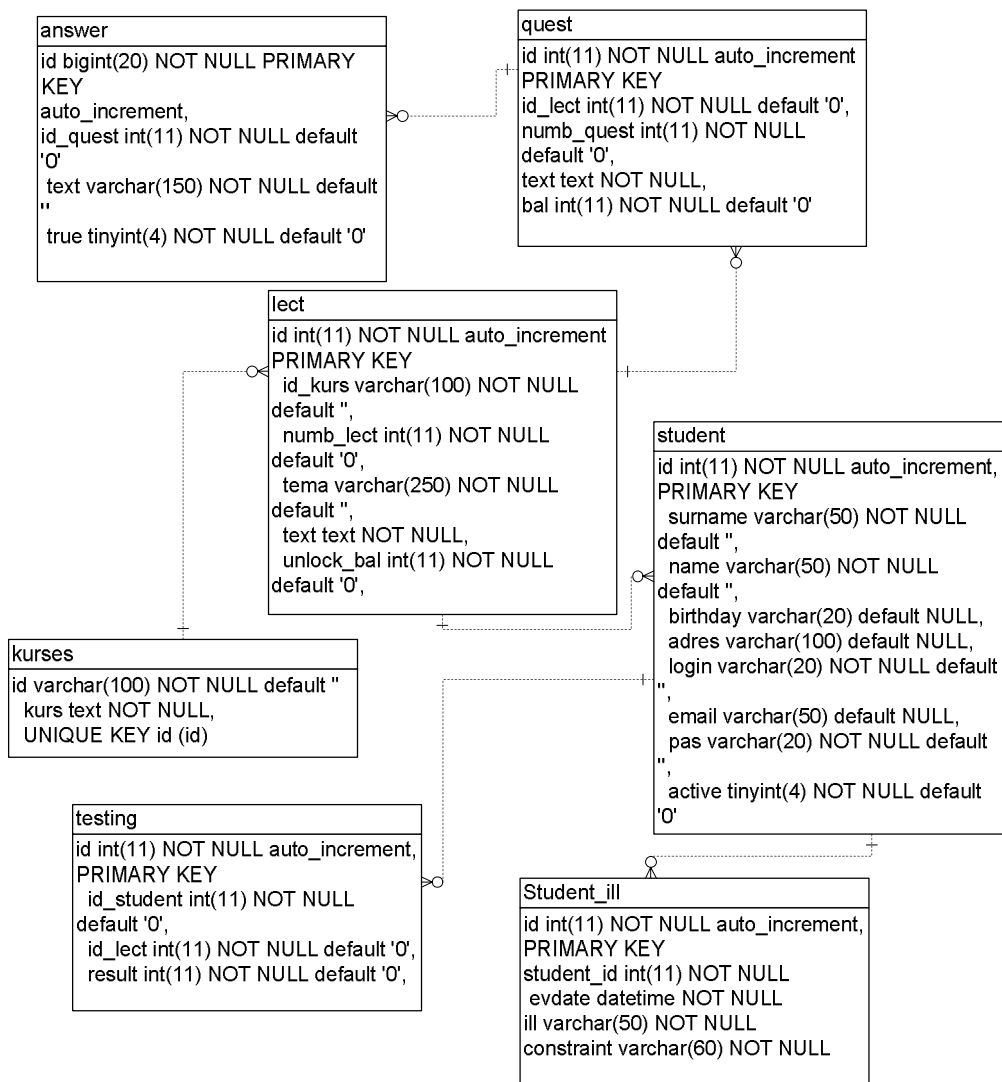 answer
id bigint(20) NOT NULL PRIMARY
KEY
auto_increment,
id_quest int(11) NOT NULL default
'0'
text varchar(150) NOT NULL default
''
true tinyint(4) NOT NULL default '0'
quest
id int(11) NOT NULL auto_increment
PRIMARY KEY
id_lect int(11) NOT NULL default '0',
numb_quest int(11) NOT NULL
default '0',
text text NOT NULL,
bal int(11) NOT NULL default '0'
lect
id int(11) NOT NULL auto_increment
PRIMARY KEY
id_kurs varchar(100) NOT NULL
default '',
numb_lect int(11) NOT NULL
default '0',
tema varchar(250) NOT NULL
default '',
text text NOT NULL,
unlock_bal int(11) NOT NULL
default '0',
student
id int(11) NOT NULL auto_increment,
PRIMARY KEY
surname varchar(50) NOT NULL
default '',
name varchar(50) NOT NULL
default '',
birthday varchar(20) default NULL,
adres varchar(100) default NULL,
login varchar(20) NOT NULL default
'',
email varchar(50) default NULL,
pas varchar(20) NOT NULL default
'',
active tinyint(4) NOT NULL default
'0'
kurses
id varchar(100) NOT NULL default ''
kurs text NOT NULL,
UNIQUE KEY id (id)
testing
id int(11) NOT NULL auto_increment,
PRIMARY KEY
id_student int(11) NOT NULL
default '0',
id_lect int(11) NOT NULL default '0',
result int(11) NOT NULL default '0',
Student_ill
id int(11) NOT NULL auto_increment,
PRIMARY KEY
student_id int(11) NOT NULL
evdate datetime NOT NULL
ill varchar(50) NOT NULL
constraint varchar(60) NOT NULL